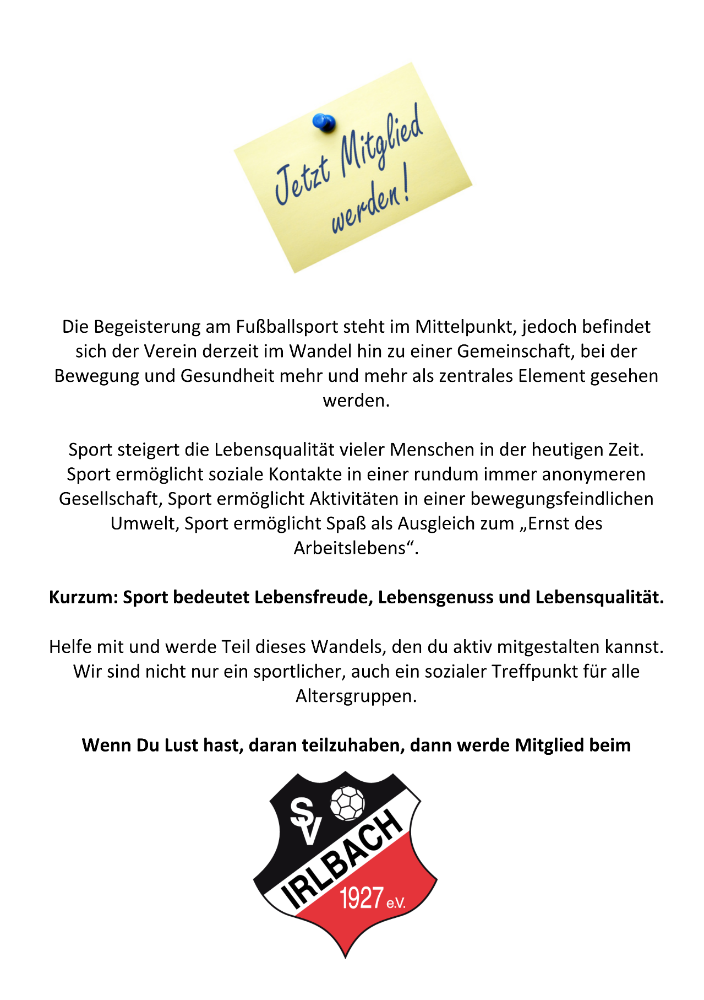 Jetzt Mitglied
werden!
Die Begeisterung am Fußballsport steht im Mittelpunkt, jedoch befindet
sich der Verein derzeit im Wandel hin zu einer Gemeinschaft, bei der
Bewegung und Gesundheit mehr und mehr als zentrales Element gesehen
werden.
Sport steigert die Lebensqualität vieler Menschen in der heutigen Zeit.
Sport ermöglicht soziale Kontakte in einer rundum immer anonymeren
Gesellschaft, Sport ermöglicht Aktivitäten in einer bewegungsfeindlichen
Umwelt, Sport ermöglicht Spaß als Ausgleich zum „Ernst des
Arbeitslebens“.
Kurzum: Sport bedeutet Lebensfreude, Lebensgenuss und Lebensqualität.
Helfe mit und werde Teil dieses Wandels, den du aktiv mitgestalten kannst.
Wir sind nicht nur ein sportlicher, auch ein sozialer Treffpunkt für alle
Altersgruppen.
Wenn Du Lust hast, daran teilzuhaben, dann werde Mitglied beim
SV
IRLBACH
1927 e.V.